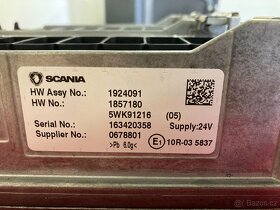 SCANIA
HW Assy No.: 1924091
HW No.: 1857180
5WK91216 (05)
Serial No.: 163420358 Supply:24V
Supplier No.: 0678801
>Pb 6.0g< E1 10R-03 5837
Bazoš.cz